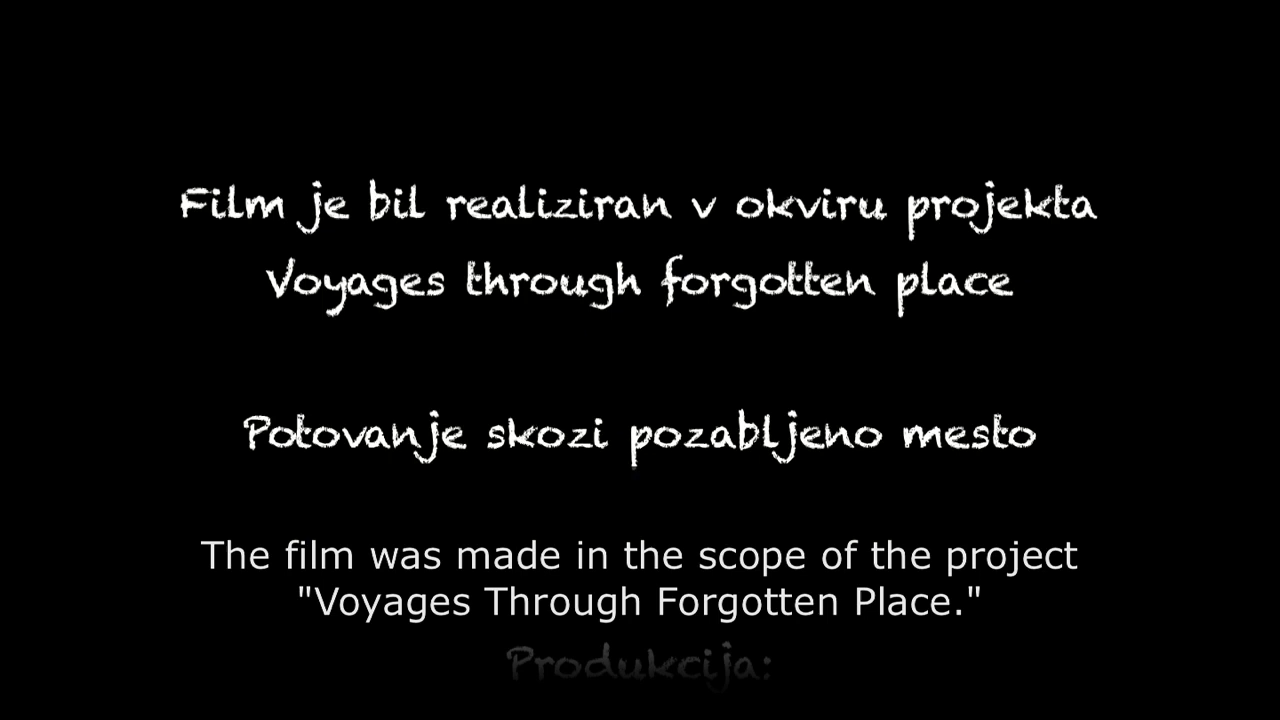 Film je bil realiziran v okviru projekta
Voyages through forgotten place
Potovanje skozi pozabljeno mesto
The film was made in the scope of the project
"Voyages Through Forgotten Place."
Produkcija: